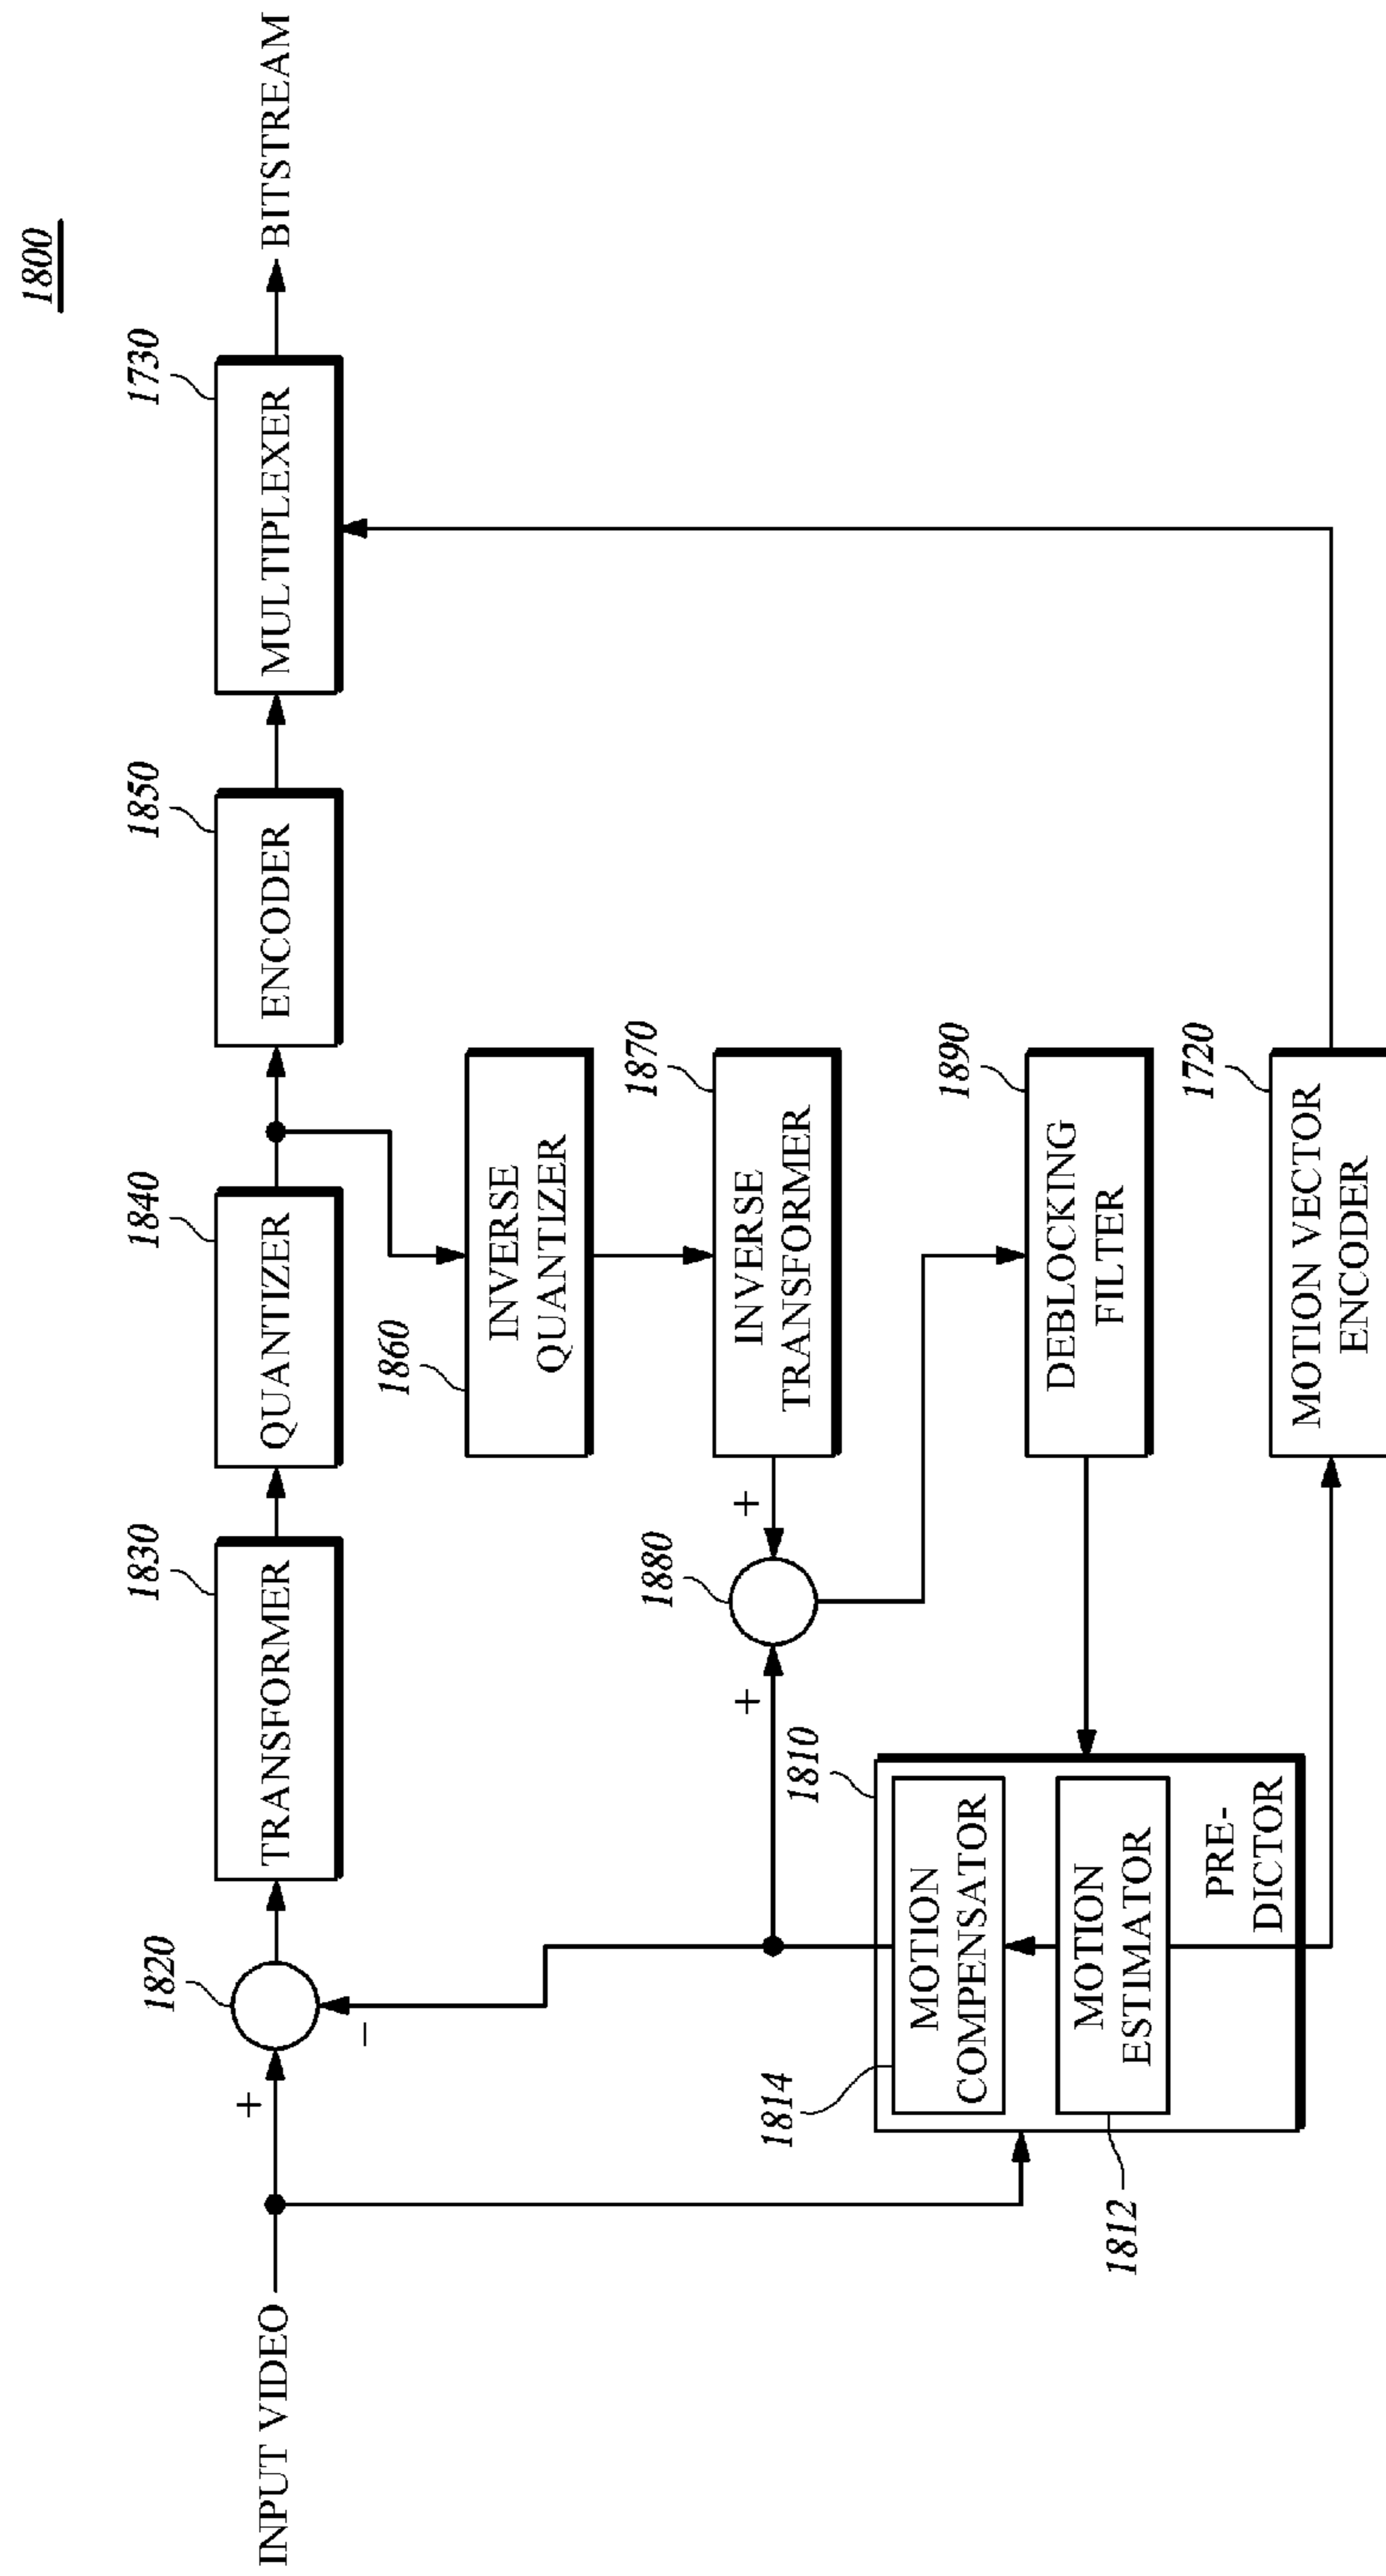 1800
INPUT VIDEO
+
−
1820
TRANSFORMER
1830
QUANTIZER
1840
ENCODER
1850
MULTIPLEXER
1730
BITSTREAM
1860
INVERSE
QUANTIZER
1870
INVERSE
TRANSFORMER
+
1880
+
1890
DEBLOCKING
FILTER
1810
1814
MOTION
COMPENSATOR
MOTION
ESTIMATOR
1812
PRE-
DICTOR
1720
MOTION VECTOR
ENCODER